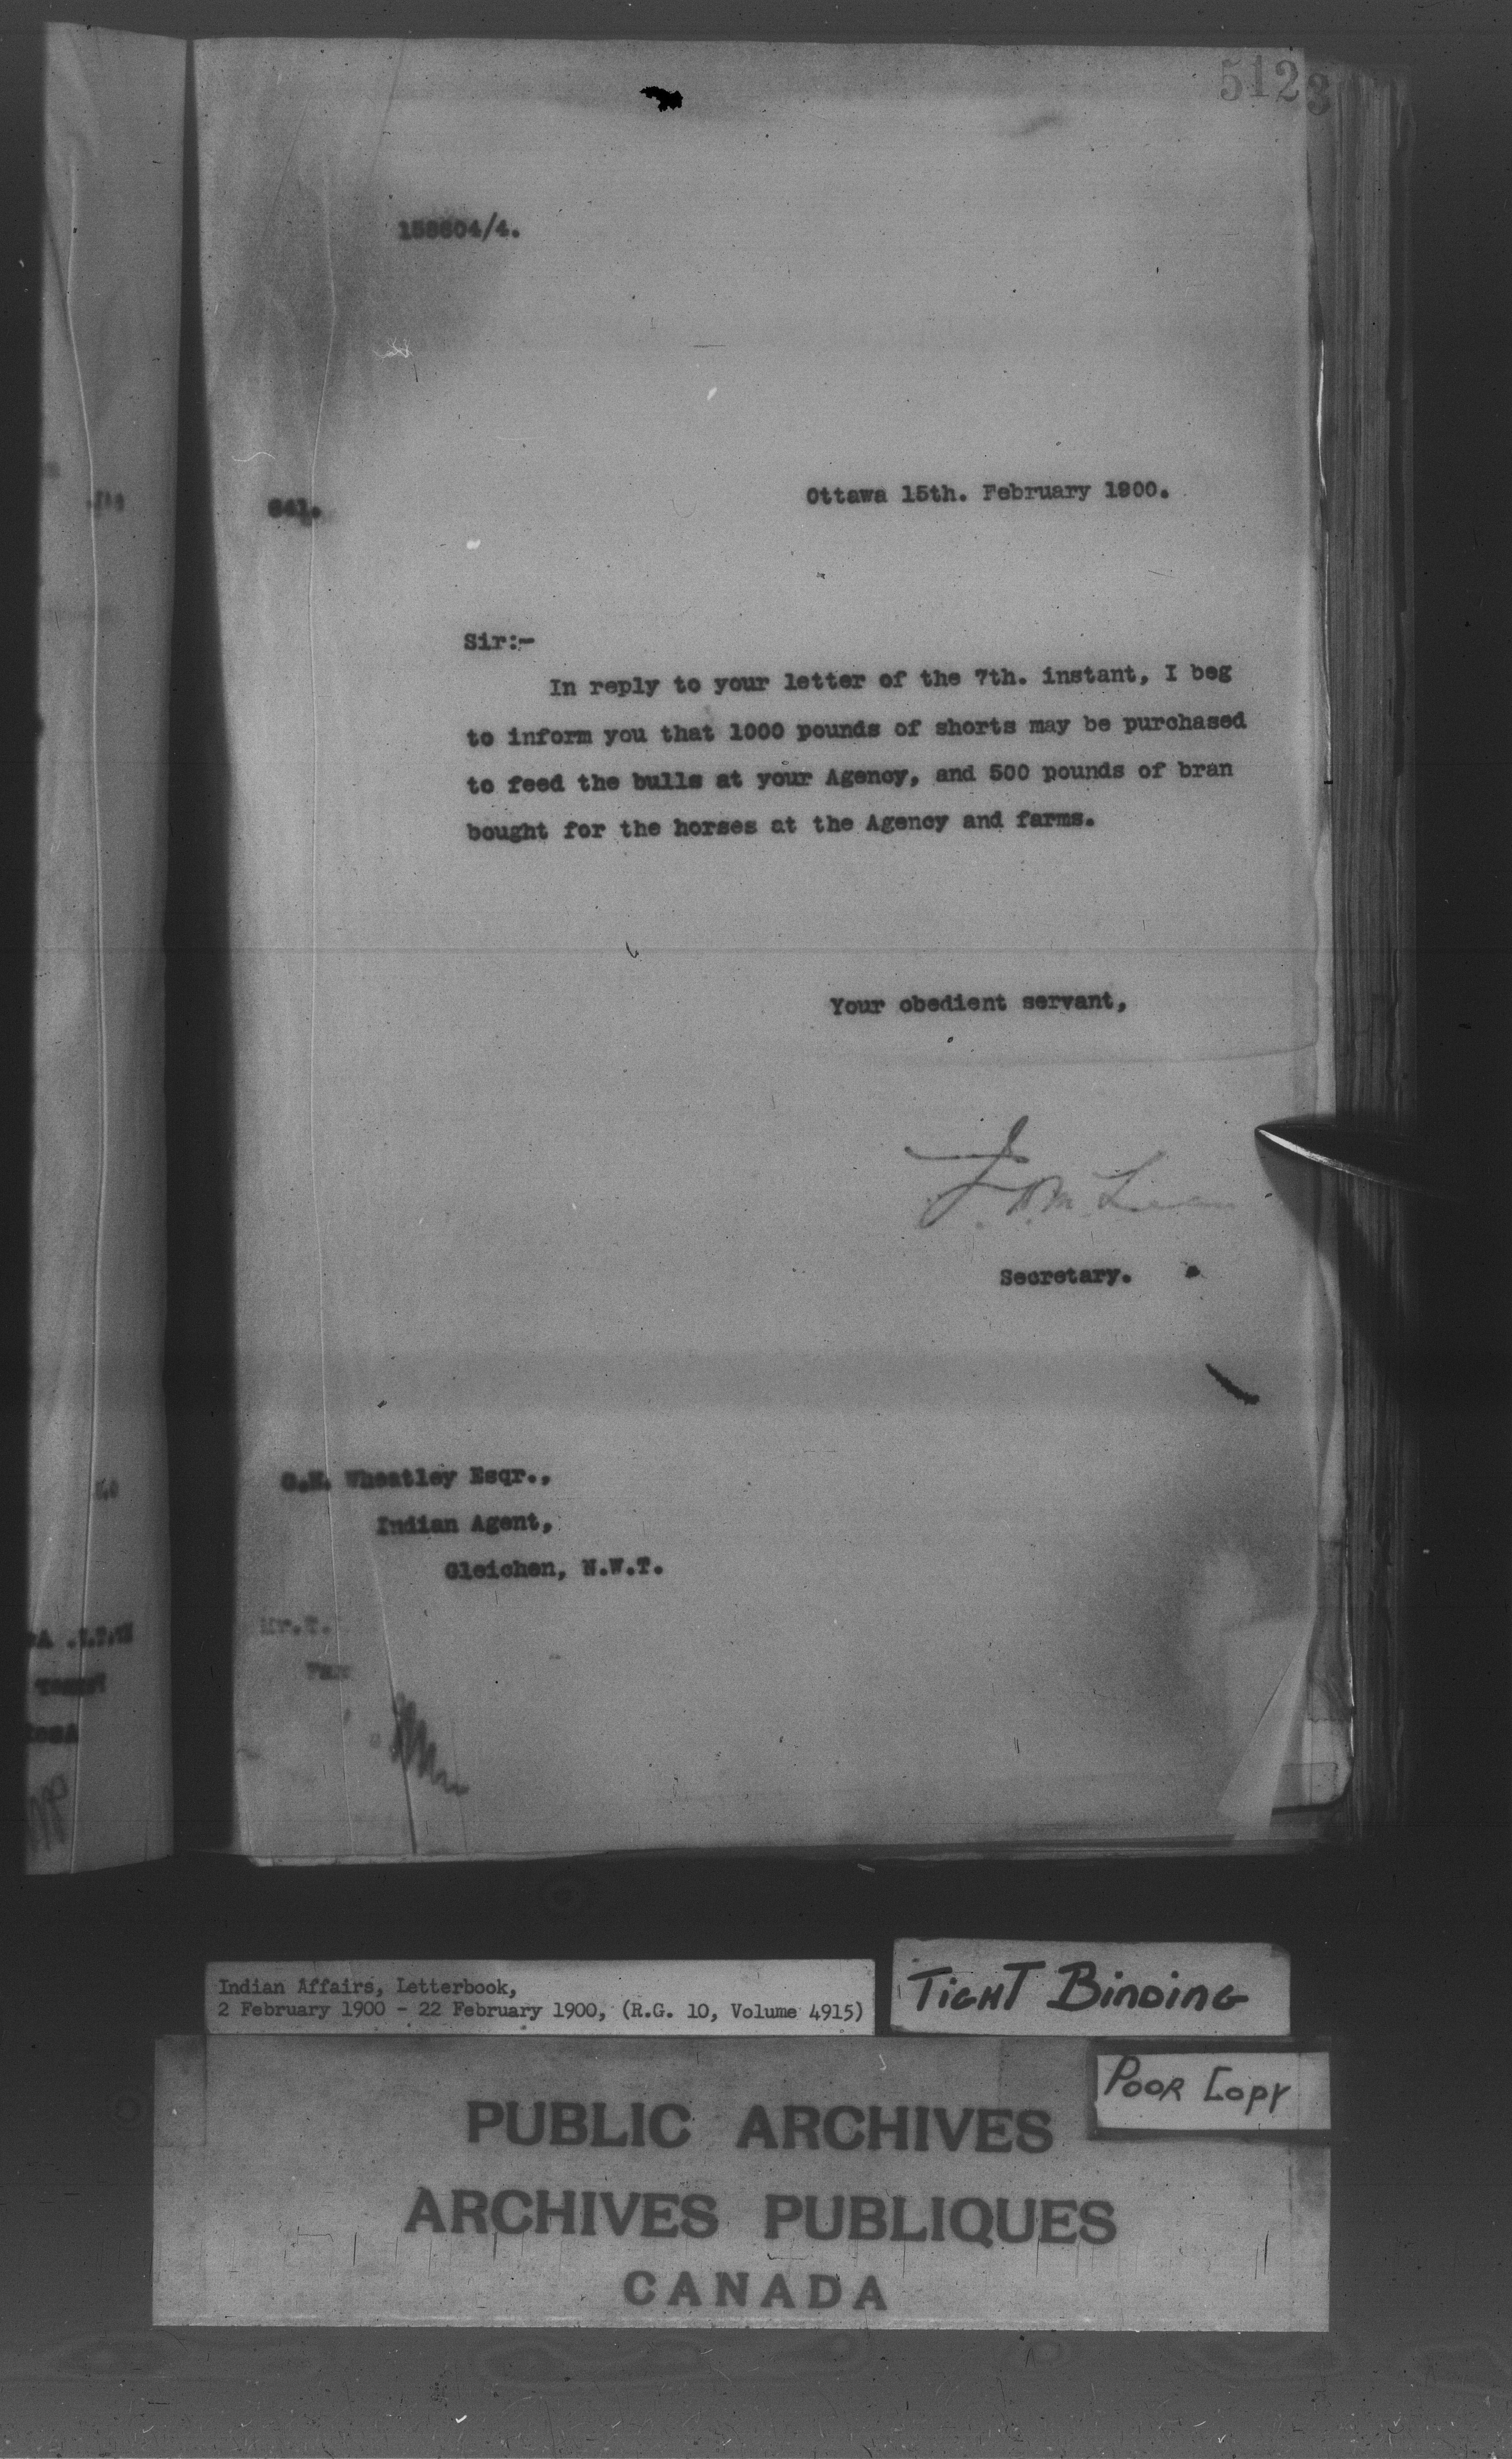 5123
158604/4.
Ottawa 15th. February 1900.
641.
Sir:-
In reply to your letter of the 7th. instant, I beg
to inform you that 1000 pounds of shorts may be purchased
to feed the bulls at your Agency, and 500 pounds of bran
bought for the horses at the Agency and farms.
Your obedient servant,
Secretary.
G.H. Wheatley Esqr.,
Indian Agent,
Gleichen, N.W.T.
Indian Affairs, Letterbook,
2 February 1900 - 22 February 1900, (R.G. 10, Volume 4915)
TIGHT BINDING
POOR COPY
PUBLIC ARCHIVES
ARCHIVES PUBLIQUES
CANADA